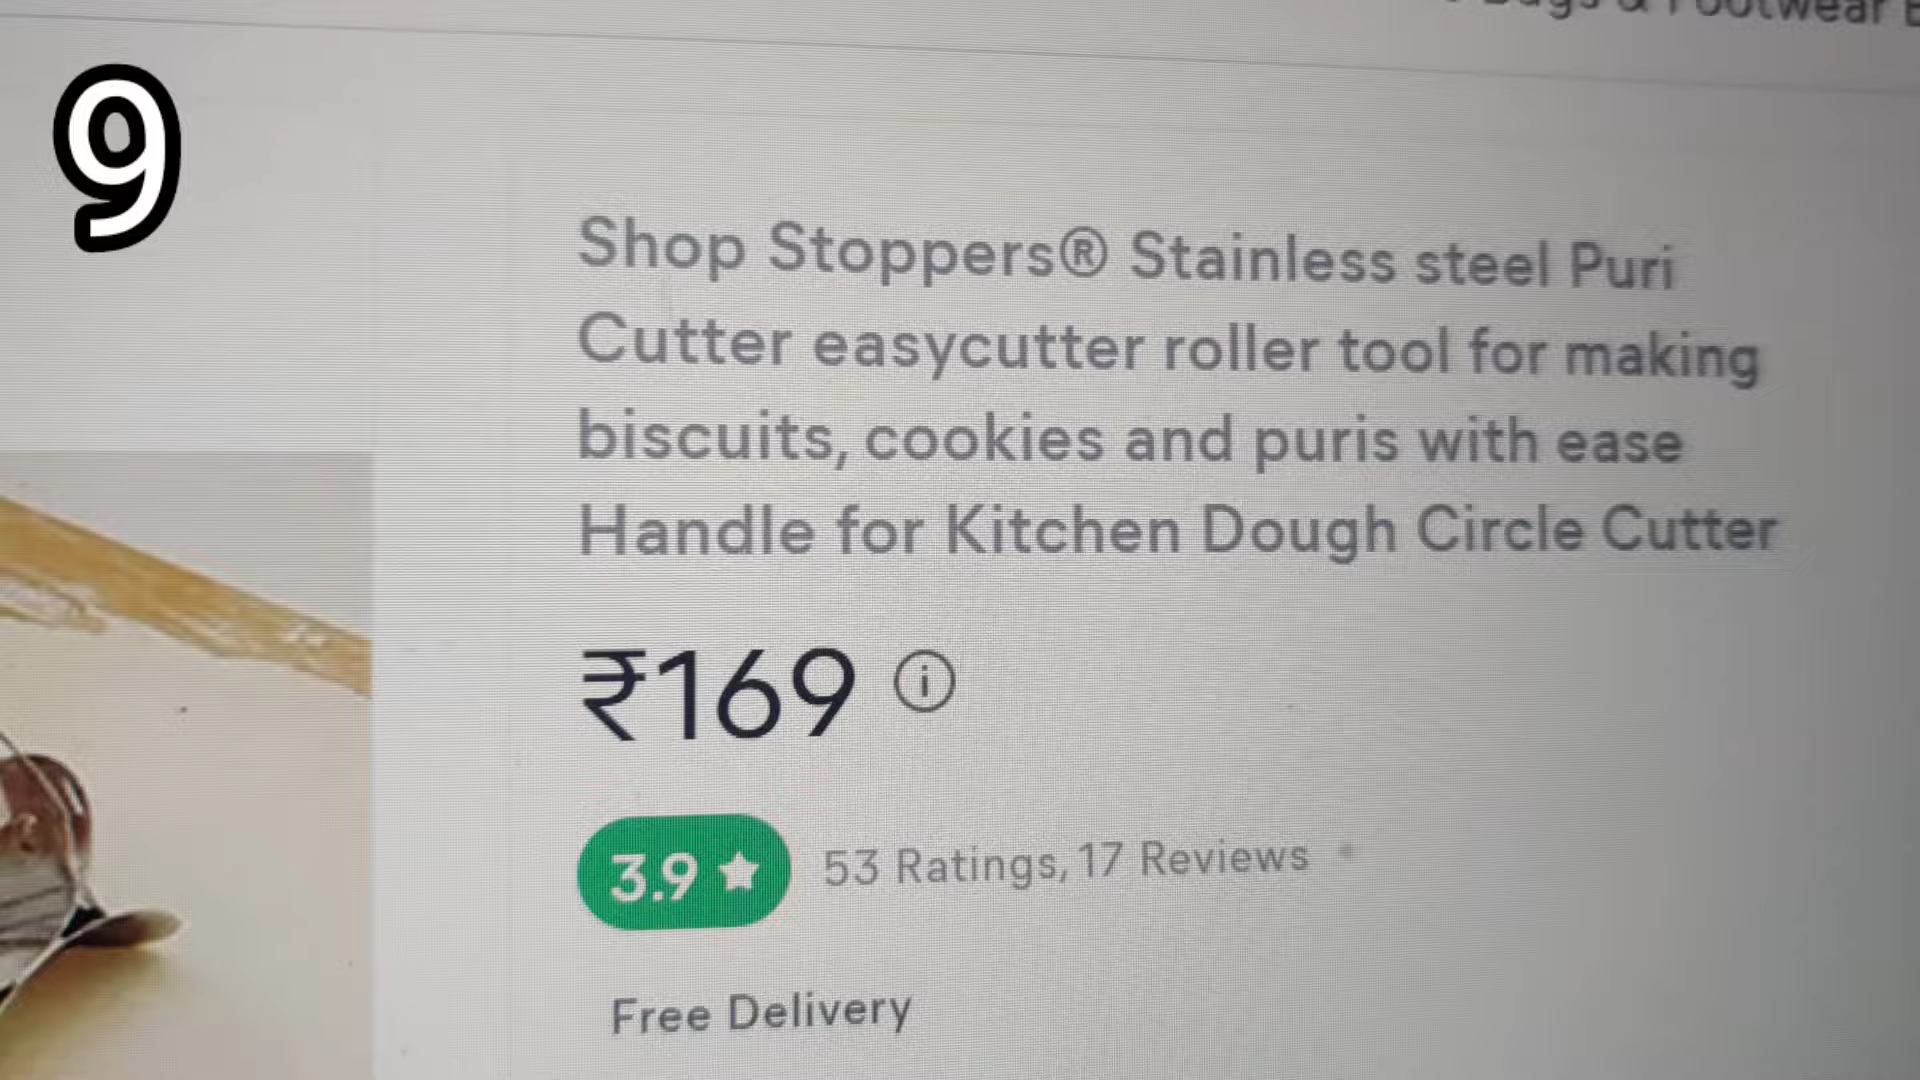 & Footwear
9
Shop Stoppers® Stainless steel Puri
Cutter easycutter roller tool for making
biscuits, cookies and puris with ease
Handle for Kitchen Dough Circle Cutter
₹169
3.9 ★ 53 Ratings, 17 Reviews
Free Delivery